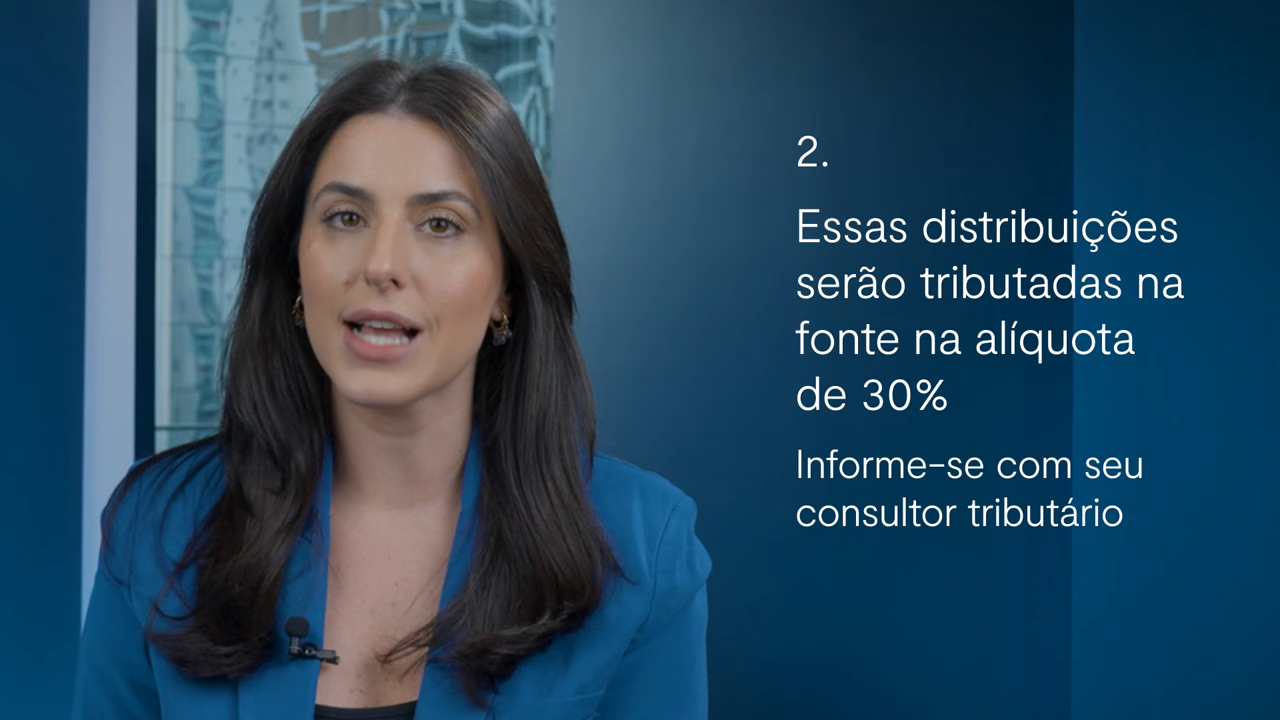 2.
Essas distribuições
serão tributadas na
fonte na alíquota
de 30%
Informe-se com seu
consultor tributário